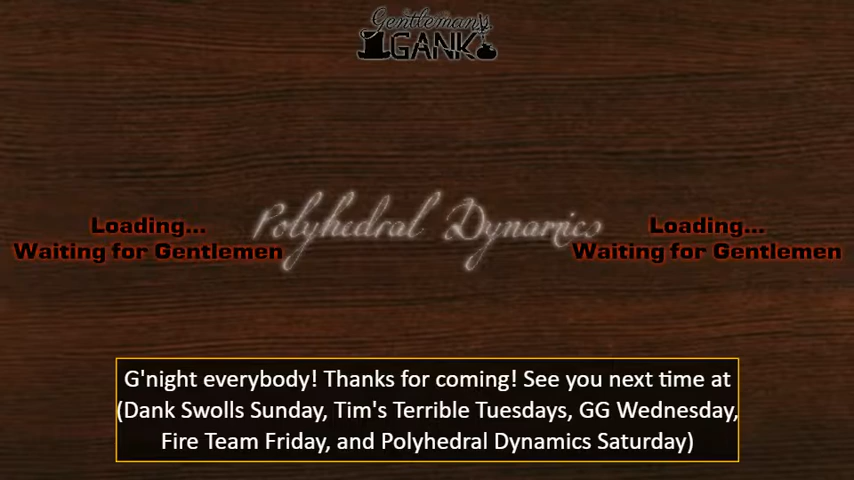 Gentleman's
GANK
Polyhedral Dynamics
Loading...
Waiting for Gentlemen
Loading...
Waiting for Gentlemen
G'night everybody! Thanks for coming! See you next time at
(Dank Swolls Sunday, Tim's Terrible Tuesdays, GG Wednesday,
Fire Team Friday, and Polyhedral Dynamics Saturday)